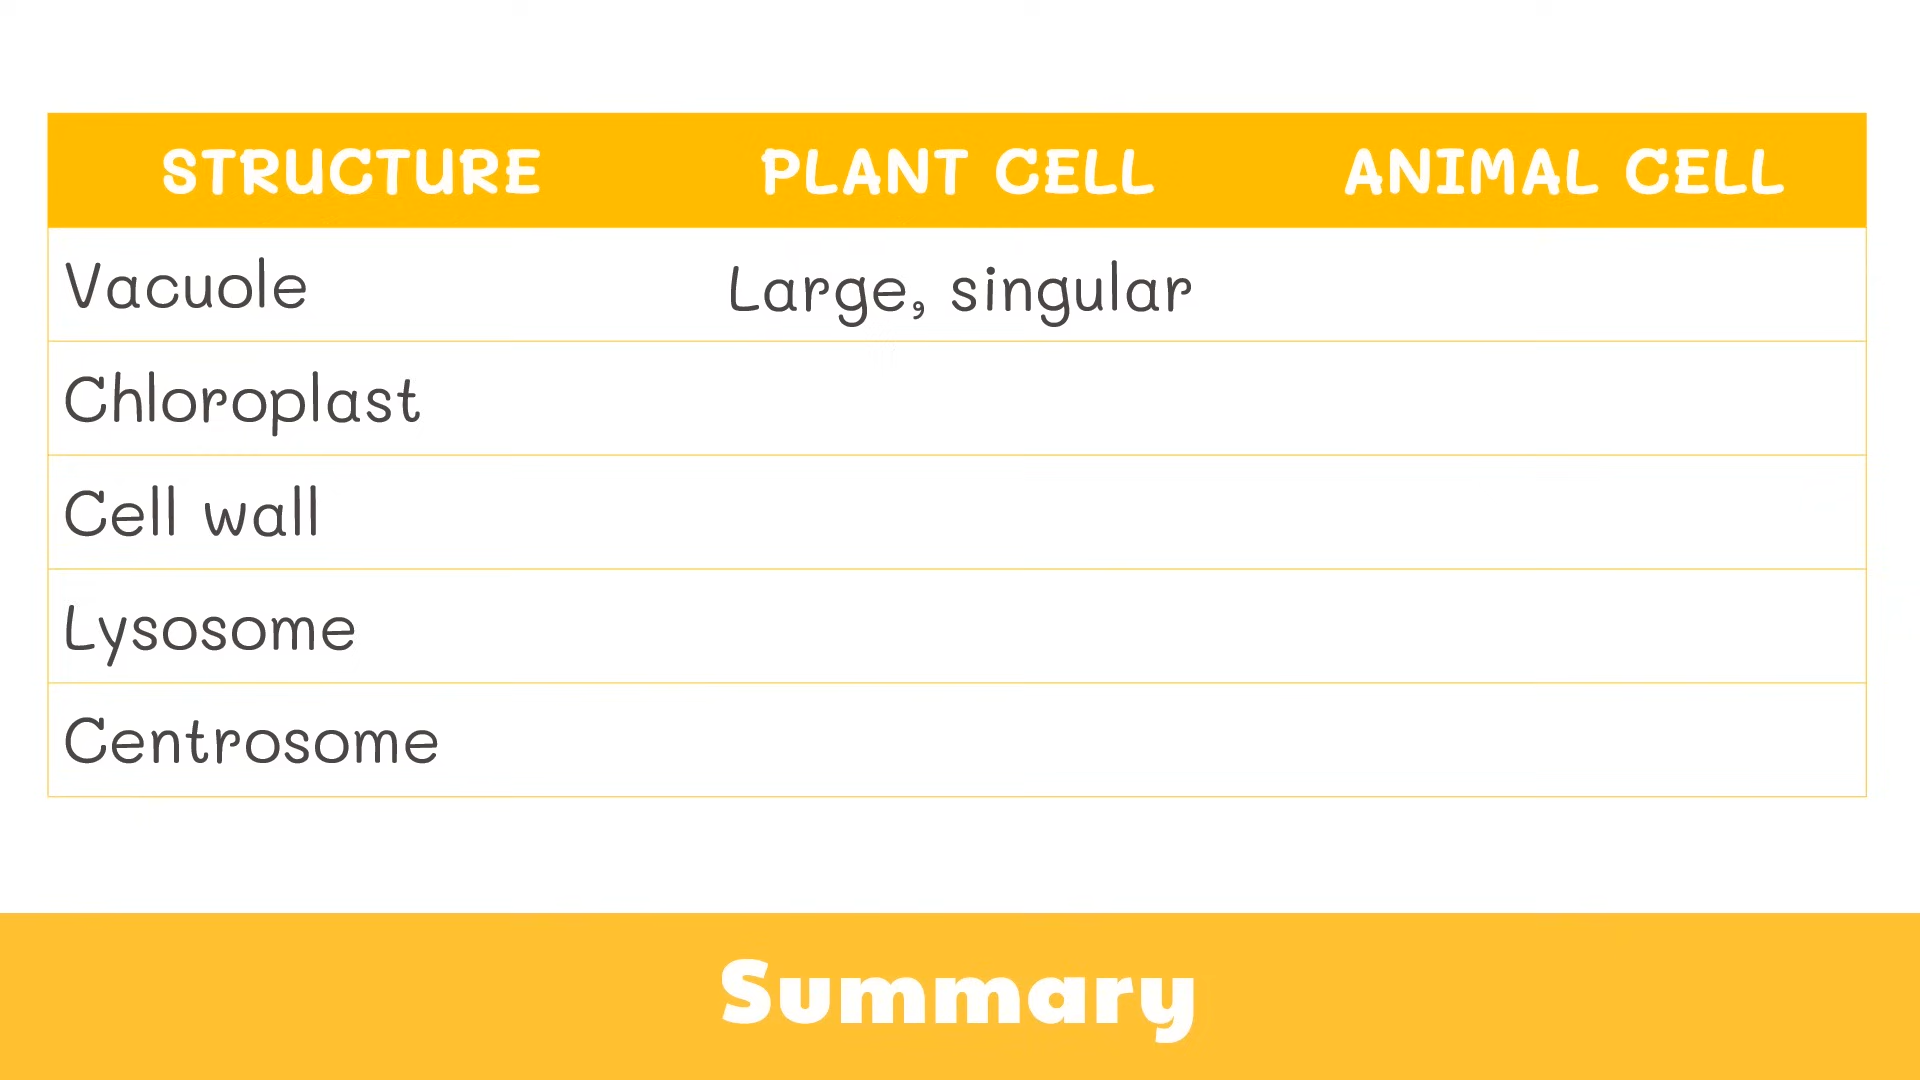 STRUCTURE PLANT CELL ANIMAL CELL
Vacuole Large, singular
Chloroplast
Cell wall
Lysosome
Centrosome
Summary